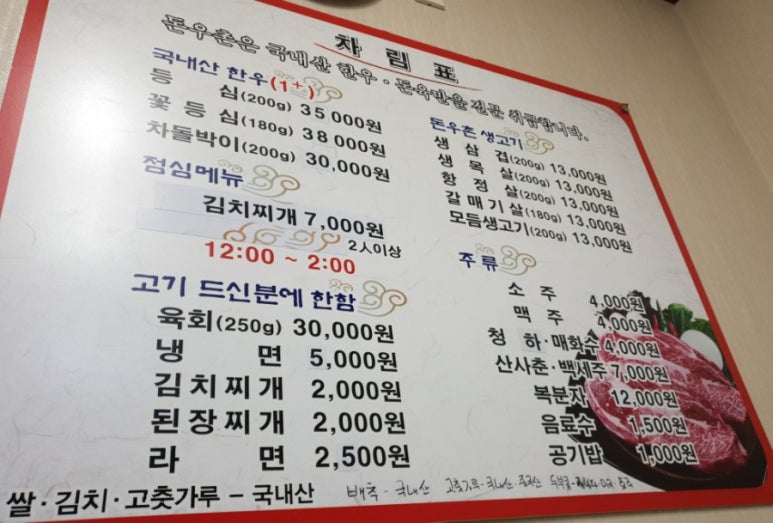 차림표
돈우촌은 국내산 한우·돈육만을 전문 취급합니다.
국내산 한우(1+)
등심(200g) 35,000원
꽃등심(180g) 38,000원
차돌박이(200g) 30,000원
점심메뉴
김치찌개 7,000원
2人이상
12:00 ~ 2:00
고기 드신분에 한함
육회(250g) 30,000원
냉면 5,000원
김치찌개 2,000원
된장찌개 2,000원
라면 2,500원
돈우촌 생고기
생삼겹(200g) 13,000원
생목살(200g) 13,000원
항정살(200g) 13,000원
갈매기살(180g) 13,000원
모듬생고기(200g) 13,000원
주류
소주 4,000원
맥주 4,000원
청하·매화수 4,000원
산사춘·백세주 7,000원
복분자 12,000원
음료수 1,500원
공기밥 1,000원
쌀·김치·고춧가루 - 국내산
배추 - 국내산 고춧가루 - 국내산·중국산